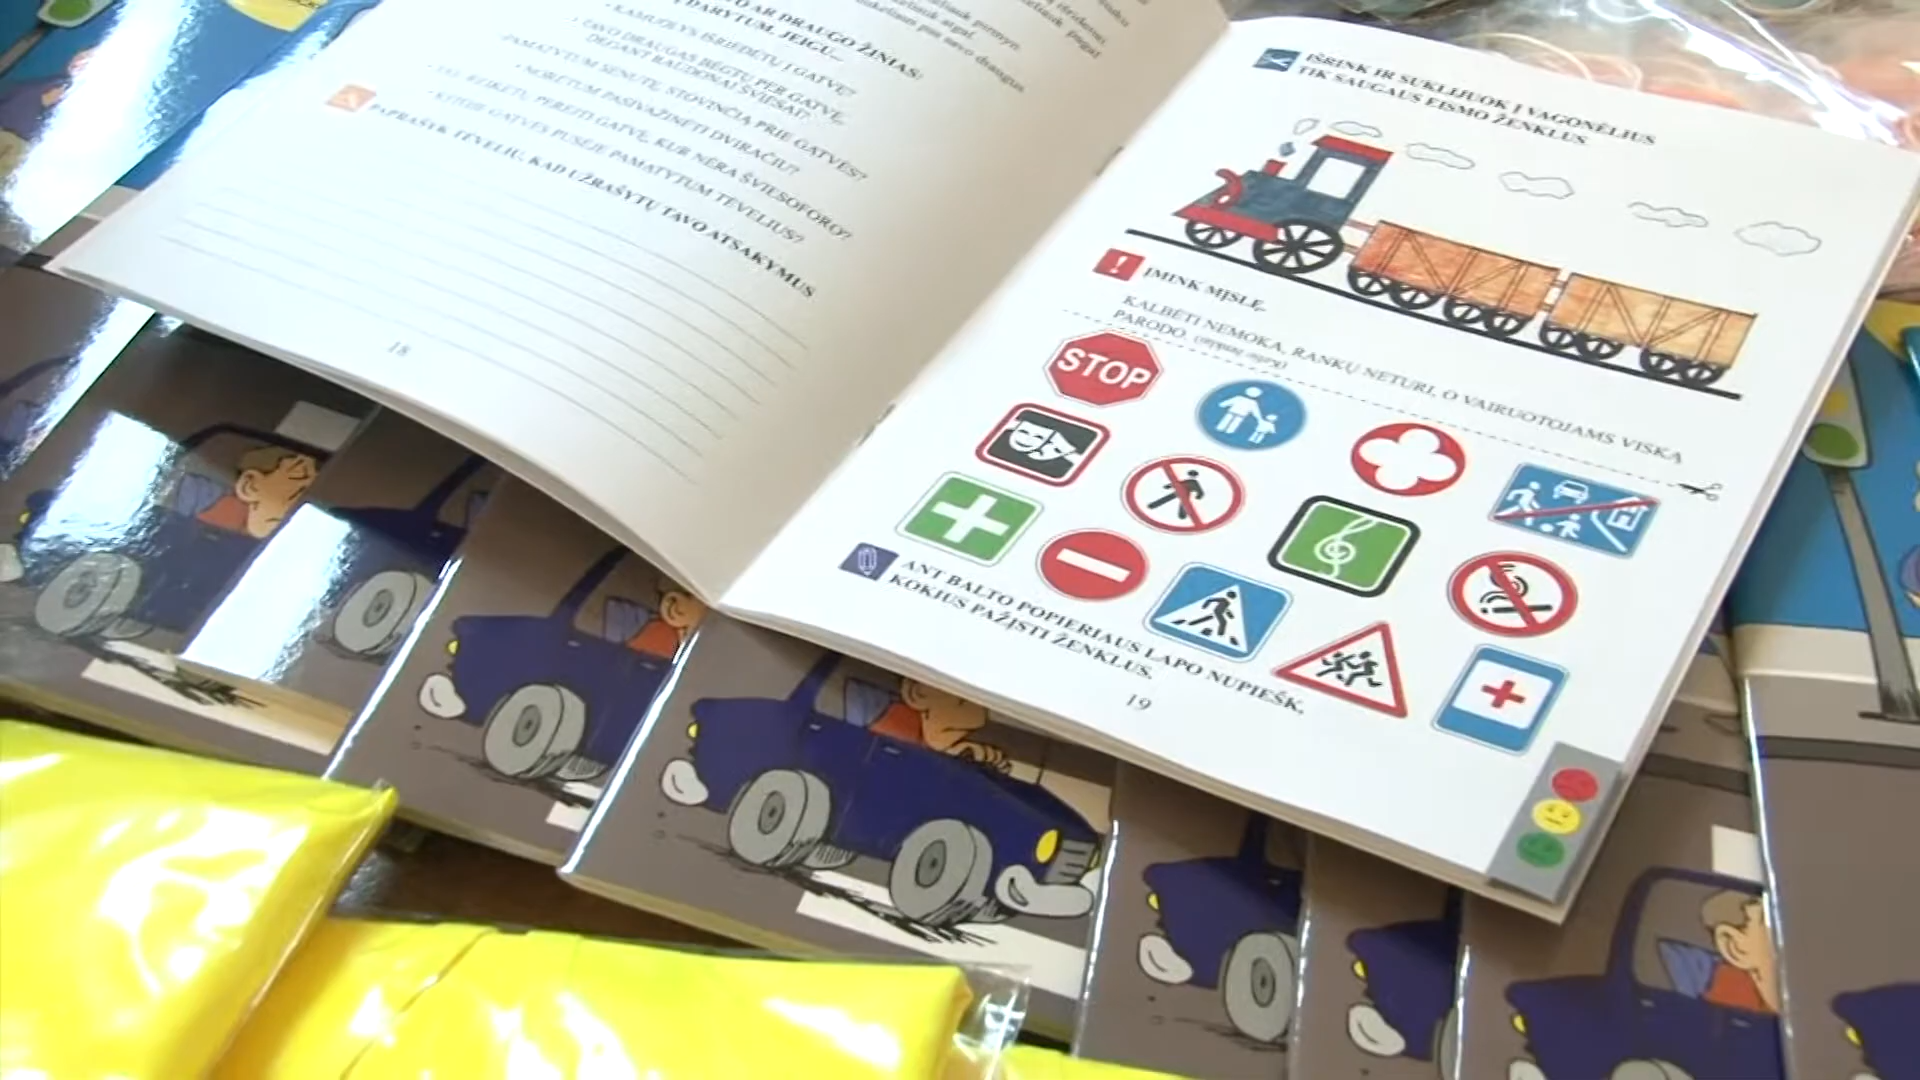 AR DRAUGO ŽINIAS:
DARYTUM, JEIGU...
• KAMUOLYS IŠRIEDĖTŲ Į GATVĘ?
• TAVO DRAUGAS BĖGTŲ PER GATVĘ,
DEGANT RAUDONAI ŠVIESAI?
• PAMATYTUM SENUTĘ, STOVINČIĄ PRIE GATVĖS?
• NORĖTUM PASIVAŽINĖTI DVIRAČIU?
REIKĖTŲ PEREITI GATVĘ, KUR NĖRA ŠVIESOFORO?
• KITOJE GATVĖS PUSĖJE PAMATYTUM TĖVELIUS?
PAPRAŠYK TĖVELIŲ, KAD UŽRAŠYTŲ TAVO ATSAKYMUS
18
IŠRINK IR SUKLIJUOK Į VAGONĖLIUS
TIK SAUGAUS EISMO ŽENKLUS
! ĮMINK MĮSLĘ.
KALBĖTI NEMOKA, RANKŲ NETURI, O VAIRUOTOJAMS VISKĄ
PARODO.
STOP
ANT BALTO POPIERIAUS LAPO NUPIEŠK,
KOKIUS PAŽĮSTI ŽENKLUS.
19